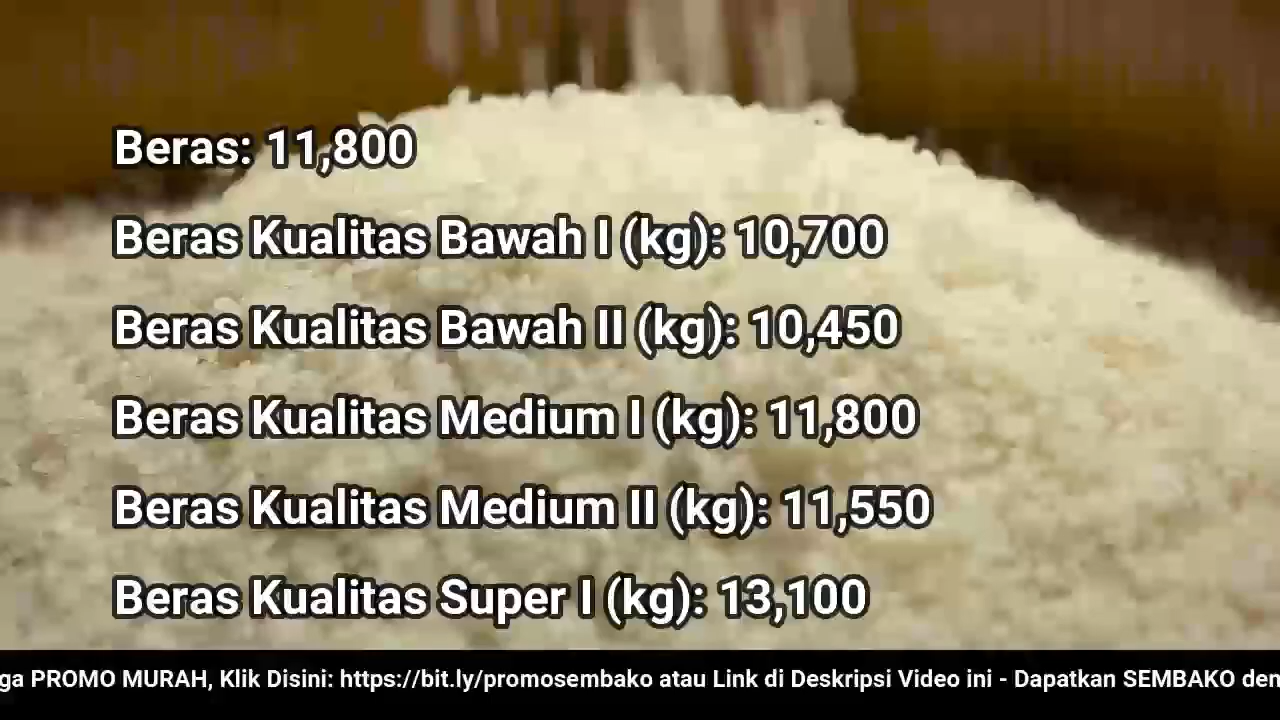 Beras: 11,800
Beras Kualitas Bawah I (kg): 10,700
Beras Kualitas Bawah II (kg): 10,450
Beras Kualitas Medium I (kg): 11,800
Beras Kualitas Medium II (kg): 11,550
Beras Kualitas Super I (kg): 13,100
ga PROMO MURAH, Klik Disini: https://bit.ly/promosembako atau Link di Deskripsi Video ini - Dapatkan SEMBAKO den